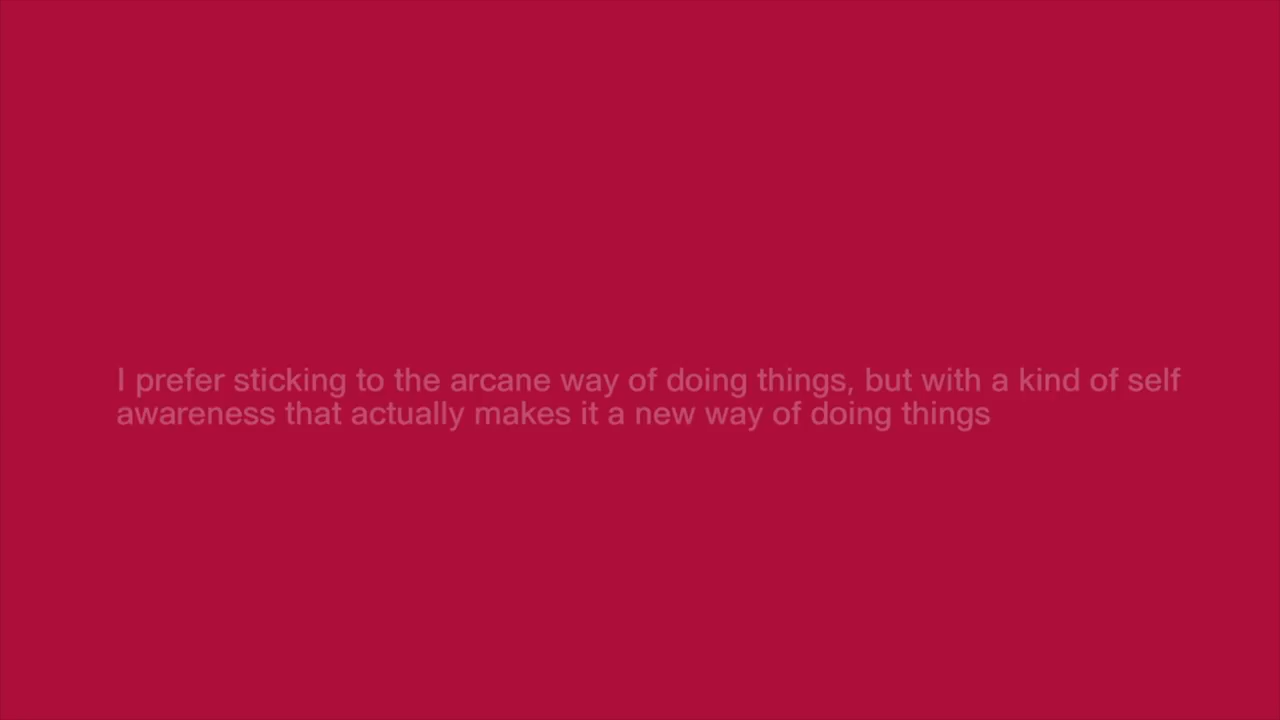 I prefer sticking to the arcane way of doing things, but with a kind of self
awareness that actually makes it a new way of doing things